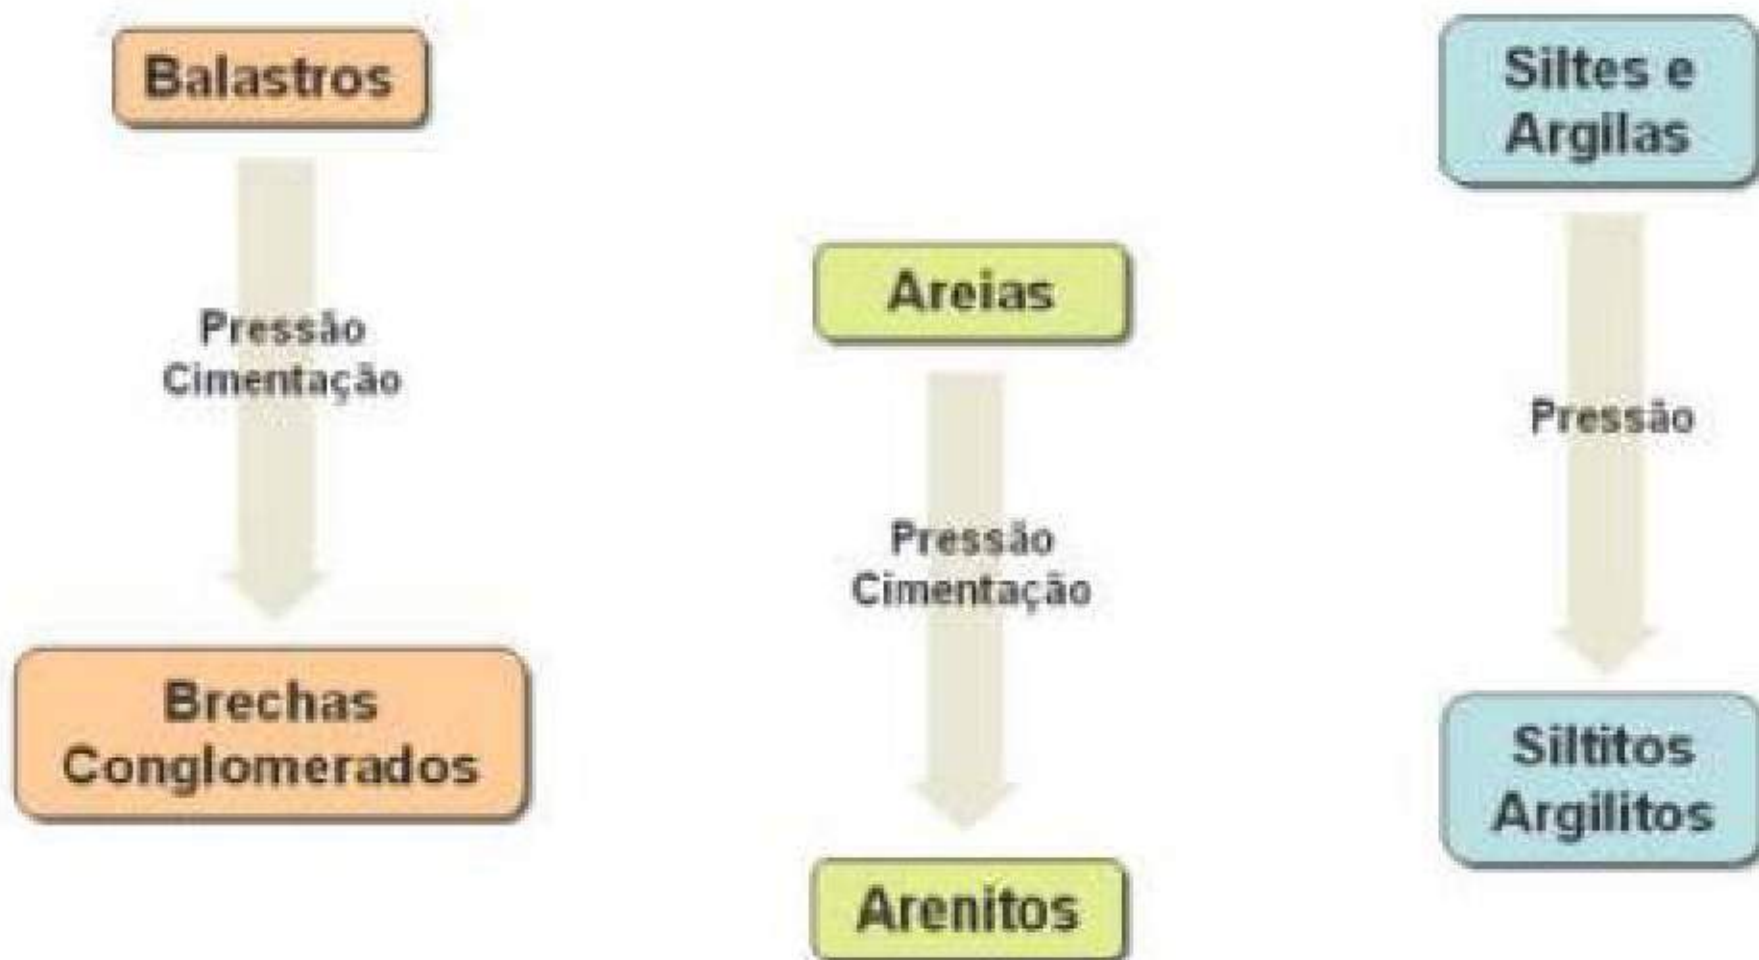 Balastros
Pressão
Cimentação
Brechas
Conglomerados
Areias
Pressão
Cimentação
Arenitos
Siltes e
Argilas
Pressão
Siltitos
Argilitos